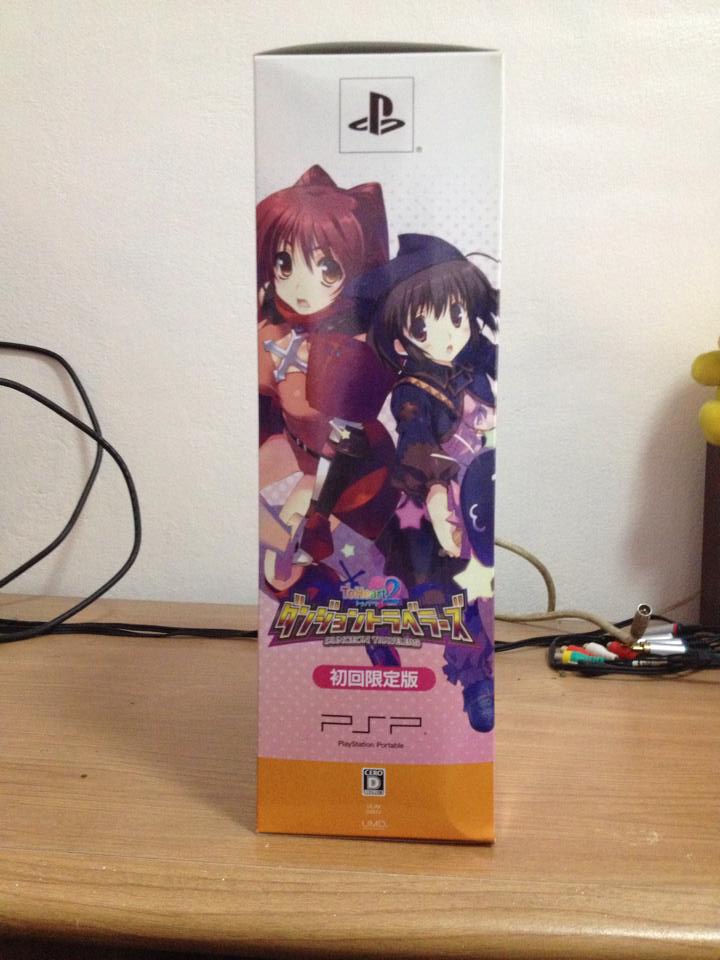 ToHeart2
ダンジョントラベラーズ
DUNGEON TRAVELERS
初回限定版
PSP
PlayStation Portable
CERO
D
UMD